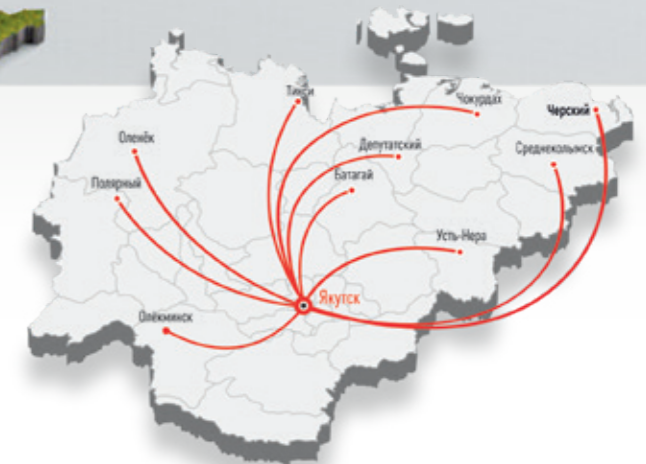 Тикси
Чокурдах
Черский
Оленёк
Депутатский
Среднеколымск
Полярный
Батагай
Усть-Нера
Якутск
Олёкминск